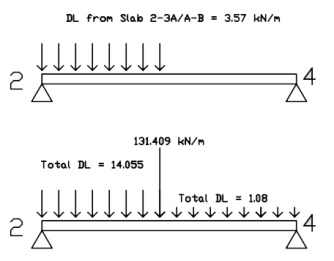 DL from Slab 2-3A/A-B = 3.57 kN/m
2 4
131.409 kN/m
Total DL = 14.055
Total DL = 1.08
2 4